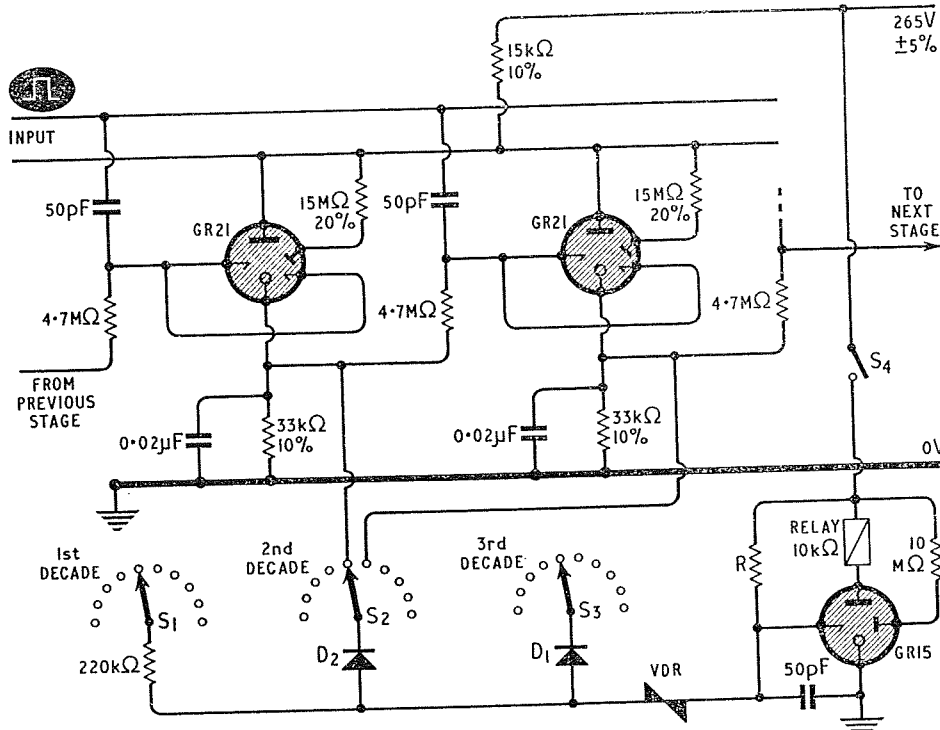 265V
±5%
15kΩ
10%
INPUT
50pF
GR21
15MΩ
20%
50pF
GR21
15MΩ
20%
TO
NEXT
STAGE
4·7MΩ
4·7MΩ
4·7MΩ
S4
FROM
PREVIOUS
STAGE
0·02μF
33kΩ
10%
0·02μF
33kΩ
10%
0V
1st
DECADE
2nd
DECADE
3rd
DECADE
RELAY
10kΩ
R
10
MΩ
S1
S2
S3
GR15
220kΩ
D2
D1
VDR
50pF